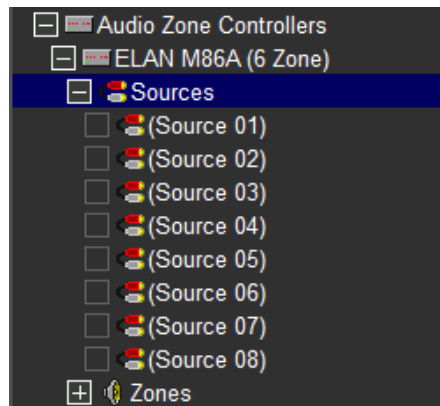 Audio Zone Controllers
ELAN M86A (6 Zone)
Sources
(Source 01)
(Source 02)
(Source 03)
(Source 04)
(Source 05)
(Source 06)
(Source 07)
(Source 08)
Zones